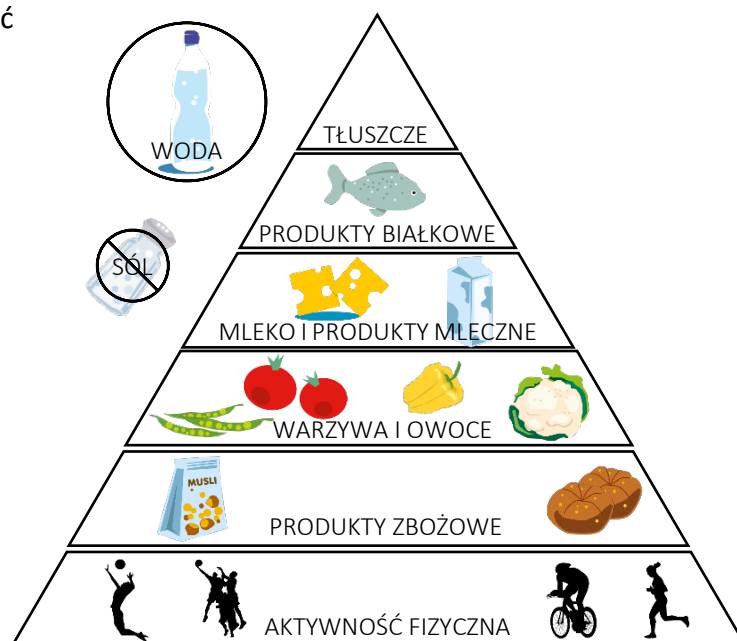 ć
WODA
TŁUSZCZE
PRODUKTY BIAŁKOWE
SÓL
MLEKO I PRODUKTY MLECZNE
WARZYWA I OWOCE
MUSLI
PRODUKTY ZBOŻOWE
AKTYWNOŚĆ FIZYCZNA